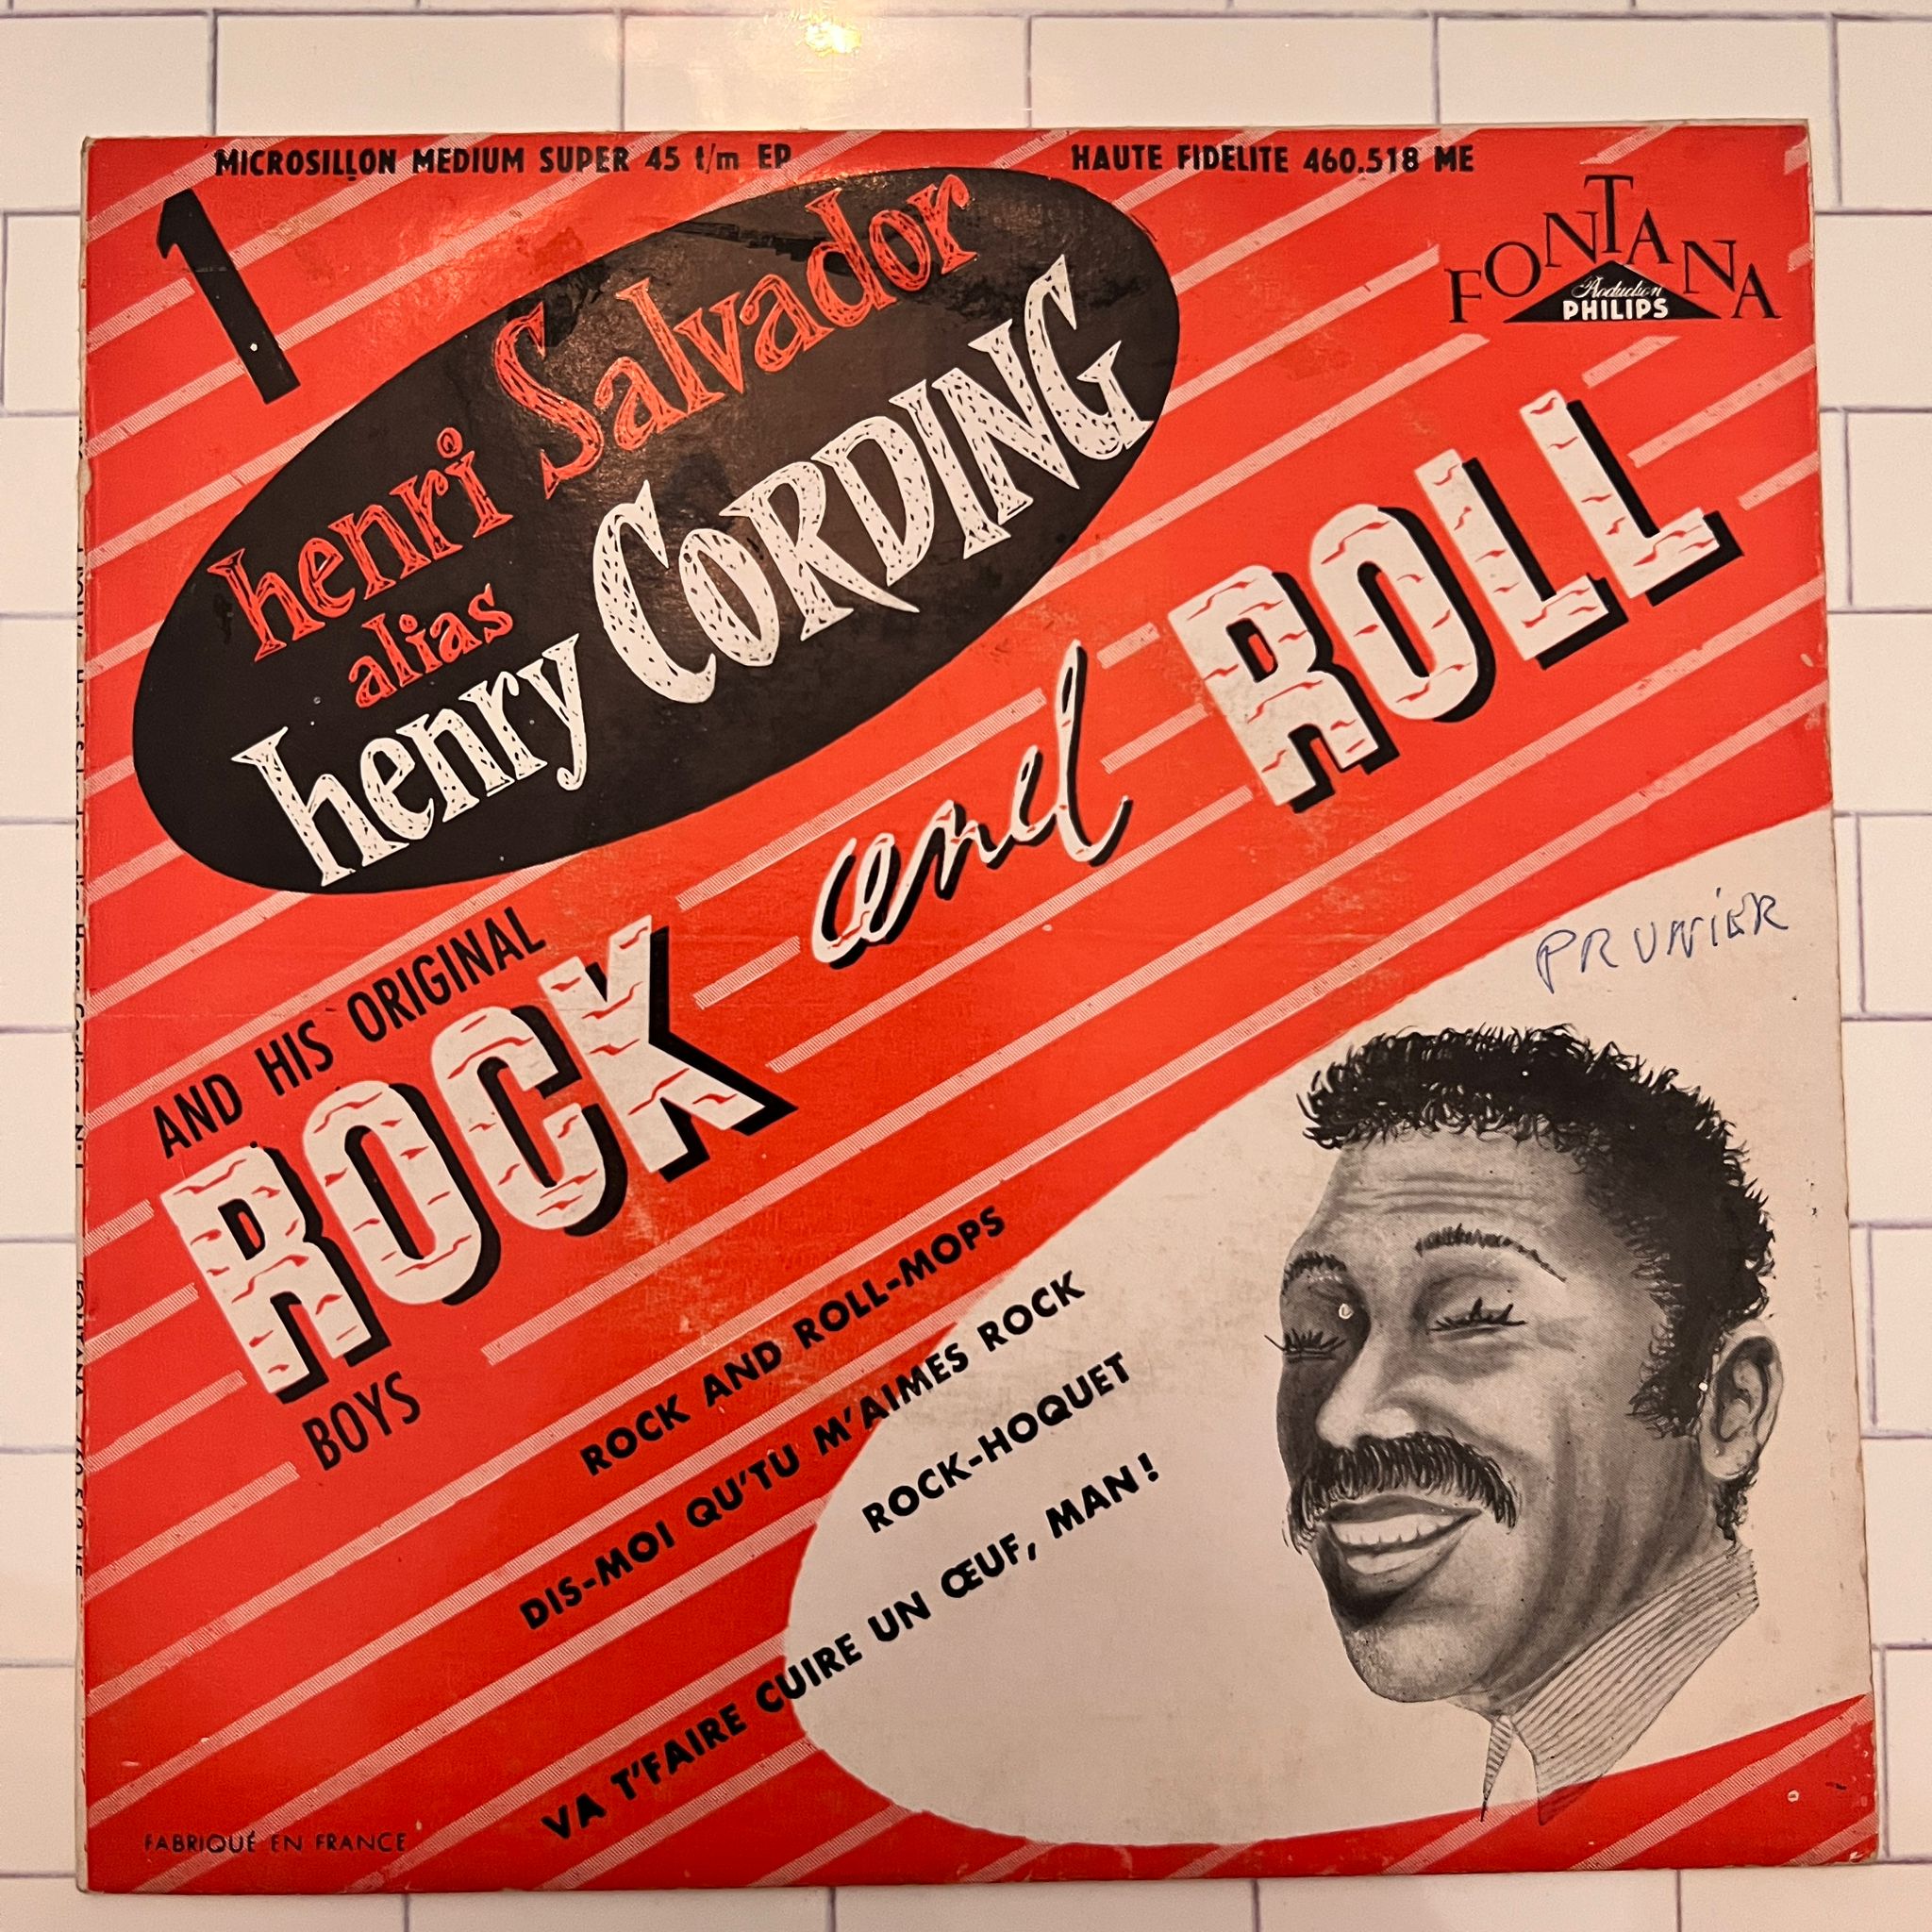 MICROSILLON MEDIUM SUPER 45 t/m EP
HAUTE FIDELITE 460.518 ME
1
FONTANA
Production
PHILIPS
henri Salvador
alias
henry CORDING
AND HIS ORIGINAL
ROCK and ROLL
BOYS
PRUNIER
ROCK AND ROLL-MOPS
DIS-MOI QU'TU M'AIMES ROCK
ROCK-HOQUET
VA T'FAIRE CUIRE UN ŒUF, MAN!
FABRIQUÉ EN FRANCE